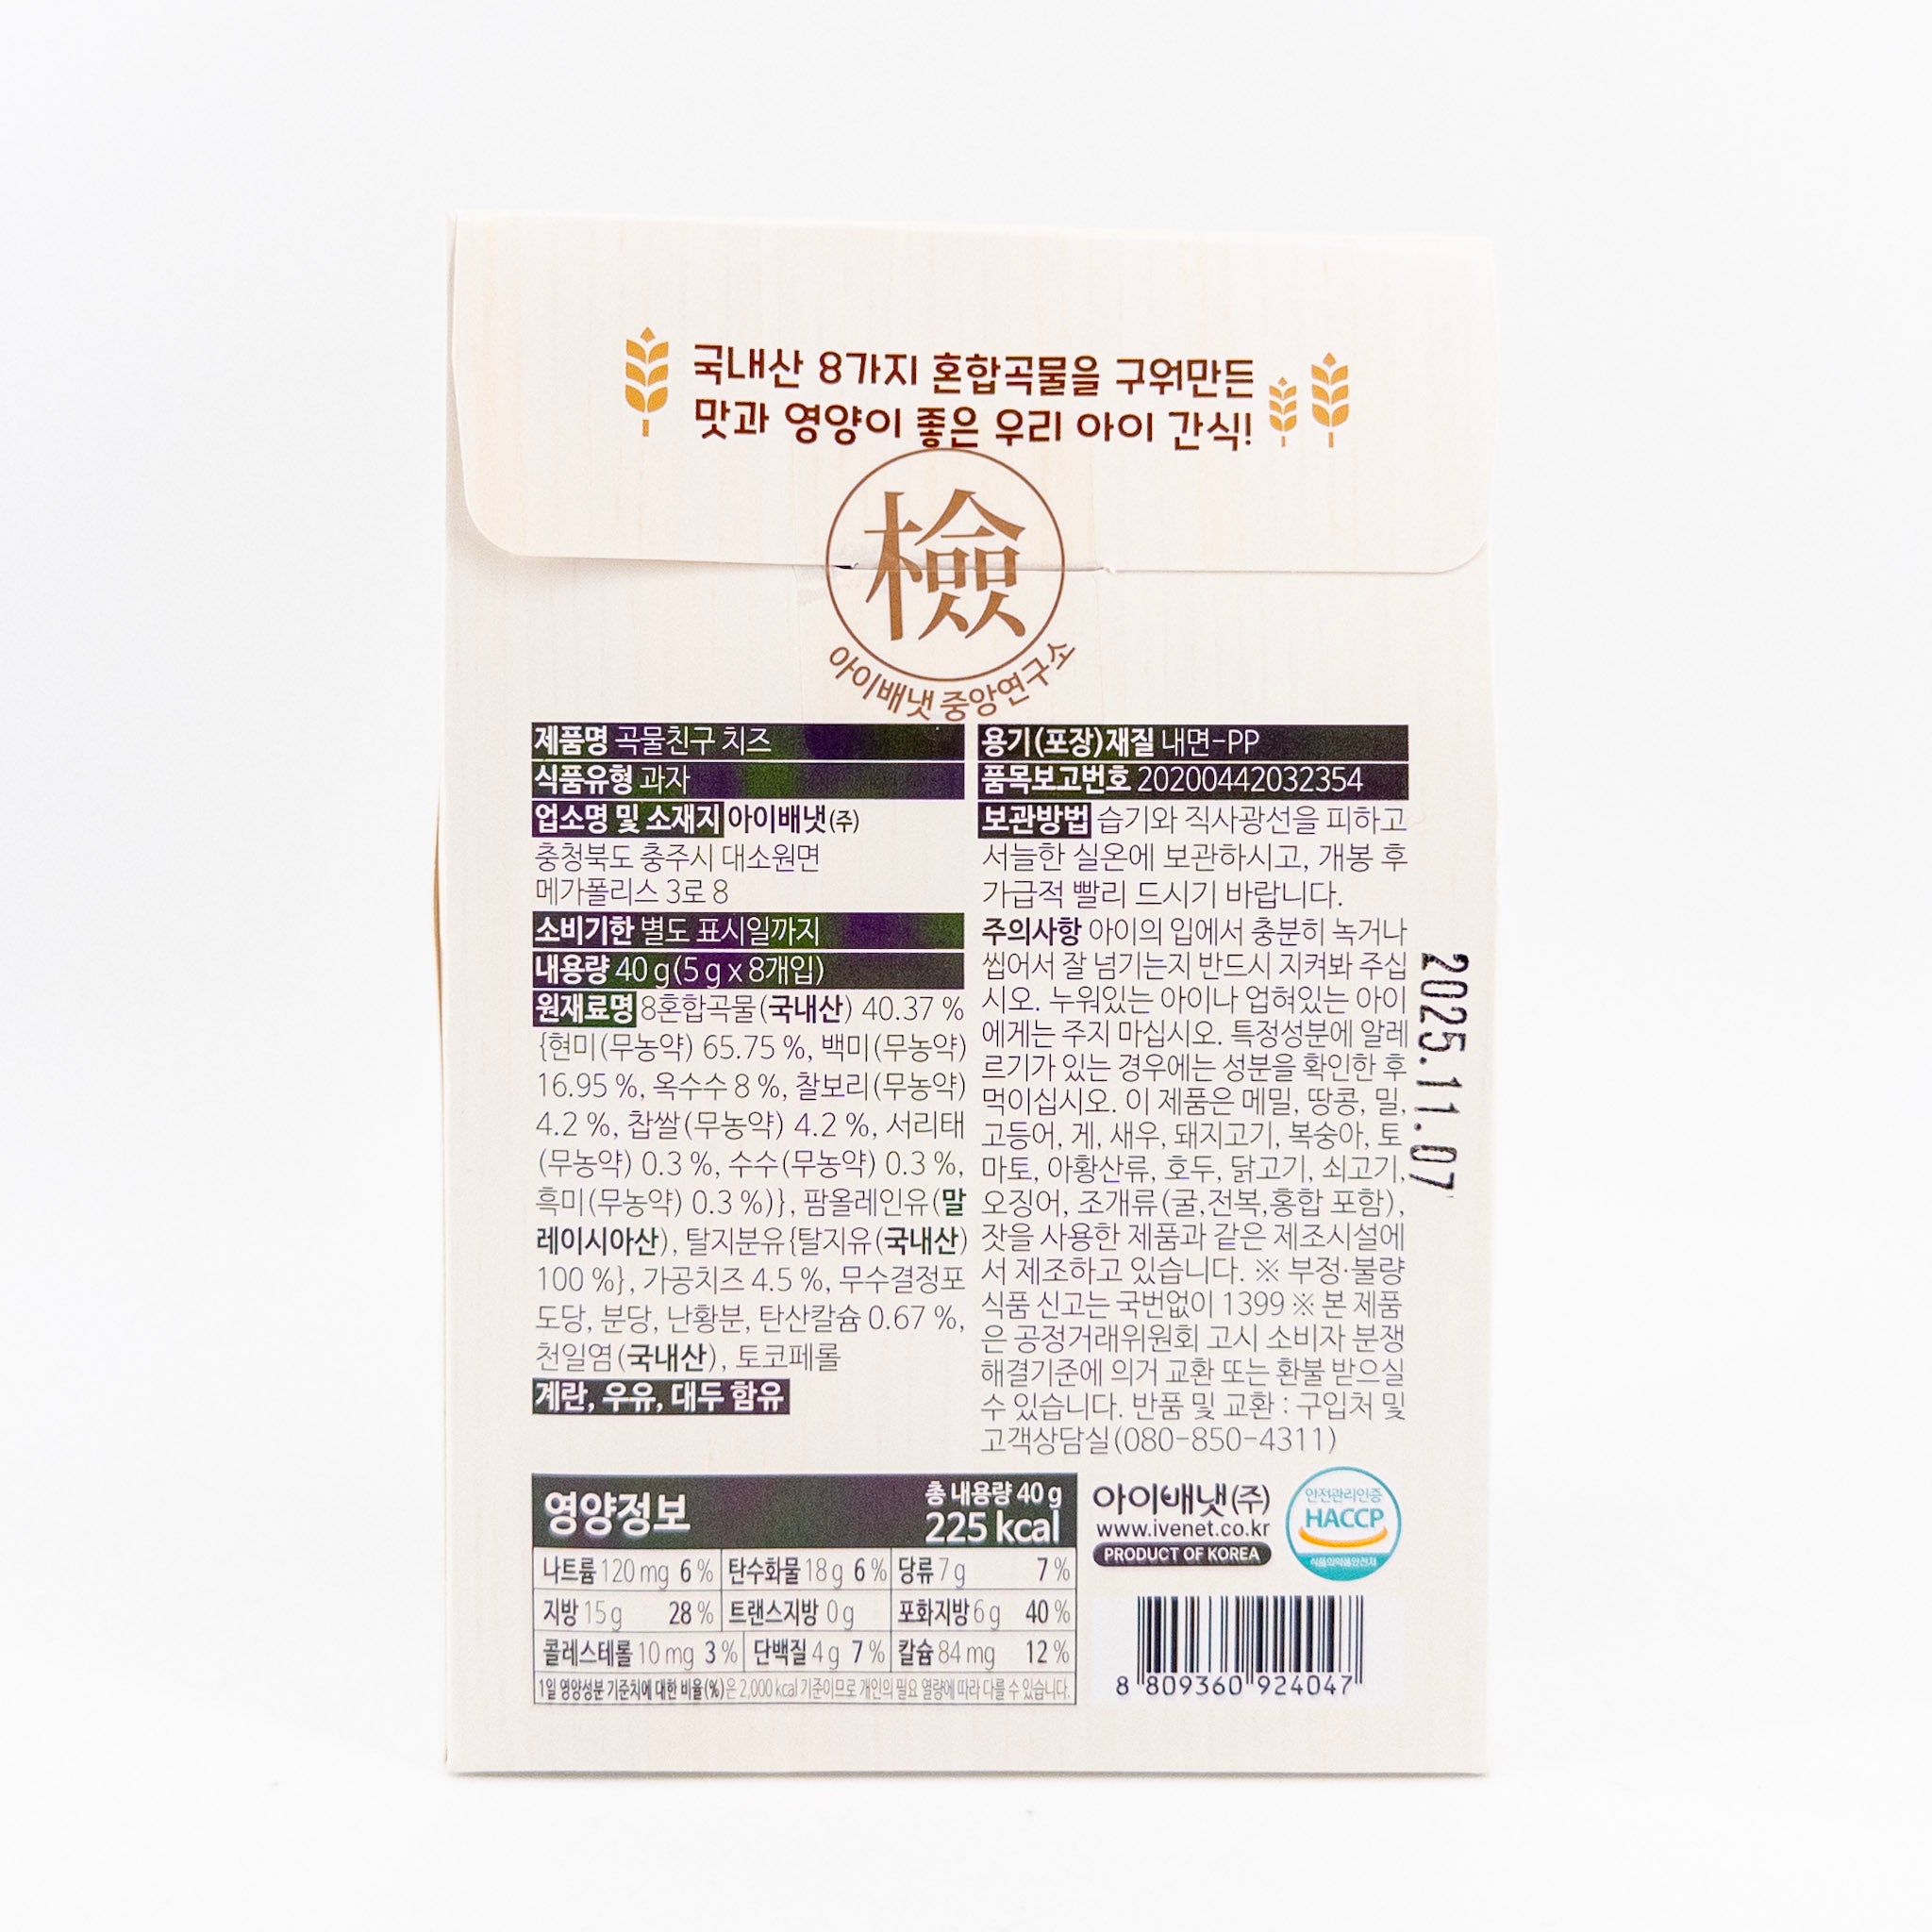 국내산 8가지 혼합곡물을 구워만든
맛과 영양이 좋은 우리 아이 간식!
檢
아이배냇 중앙연구소
제품명 곡물친구 치즈
식품유형 과자
업소명 및 소재지 아이배냇(주)
충청북도 충주시 대소원면
메가폴리스 3로 8
소비기한 별도 표시일까지
내용량 40 g(5 g x 8개입)
원재료명 8혼합곡물(국내산) 40.37 %
{현미(무농약) 65.75 %, 백미(무농약)
16.95 %, 옥수수 8 %, 찰보리(무농약)
4.2 %, 찹쌀(무농약) 4.2 %, 서리태
(무농약) 0.3 %, 수수(무농약) 0.3 %,
흑미(무농약) 0.3 %)}, 팜올레인유(말
레이시아산), 탈지분유{탈지유(국내산)
100 %}, 가공치즈 4.5 %, 무수결정포
도당, 분당, 난황분, 탄산칼슘 0.67 %,
천일염(국내산), 토코페롤
계란, 우유, 대두 함유
용기(포장)재질 내면-PP
품목보고번호 20200442032354
보관방법 습기와 직사광선을 피하고
서늘한 실온에 보관하시고, 개봉 후
가급적 빨리 드시기 바랍니다.
주의사항 아이의 입에서 충분히 녹거나
씹어서 잘 넘기는지 반드시 지켜봐 주십
시오. 누워있는 아이나 업혀있는 아이
에게는 주지 마십시오. 특정성분에 알레
르기가 있는 경우에는 성분을 확인한 후
먹이십시오. 이 제품은 메밀, 땅콩, 밀,
고등어, 게, 새우, 돼지고기, 복숭아, 토
마토, 아황산류, 호두, 닭고기, 쇠고기,
오징어, 조개류(굴,전복,홍합 포함),
잣을 사용한 제품과 같은 제조시설에
서 제조하고 있습니다. ※ 부정·불량
식품 신고는 국번없이 1399 ※ 본 제품
은 공정거래위원회 고시 소비자 분쟁
해결기준에 의거 교환 또는 환불 받으실
수 있습니다. 반품 및 교환 : 구입처 및
고객상담실(080-850-4311)
2025.11.07
영양정보 총 내용량 40 g
225 kcal
나트륨 120 mg 6 % 탄수화물 18 g 6 % 당류 7 g 7 %
지방 15 g 28 % 트랜스지방 0 g 포화지방 6 g 40 %
콜레스테롤 10 mg 3 % 단백질 4 g 7 % 칼슘 84 mg 12 %
1일 영양성분 기준치에 대한 비율(%)은 2,000 kcal 기준이므로 개인의 필요 열량에 따라 다를 수 있습니다.
아이배냇(주)
www.ivenet.co.kr
PRODUCT OF KOREA
안전관리인증
HACCP
식품의약품안전처
8 809360 924047